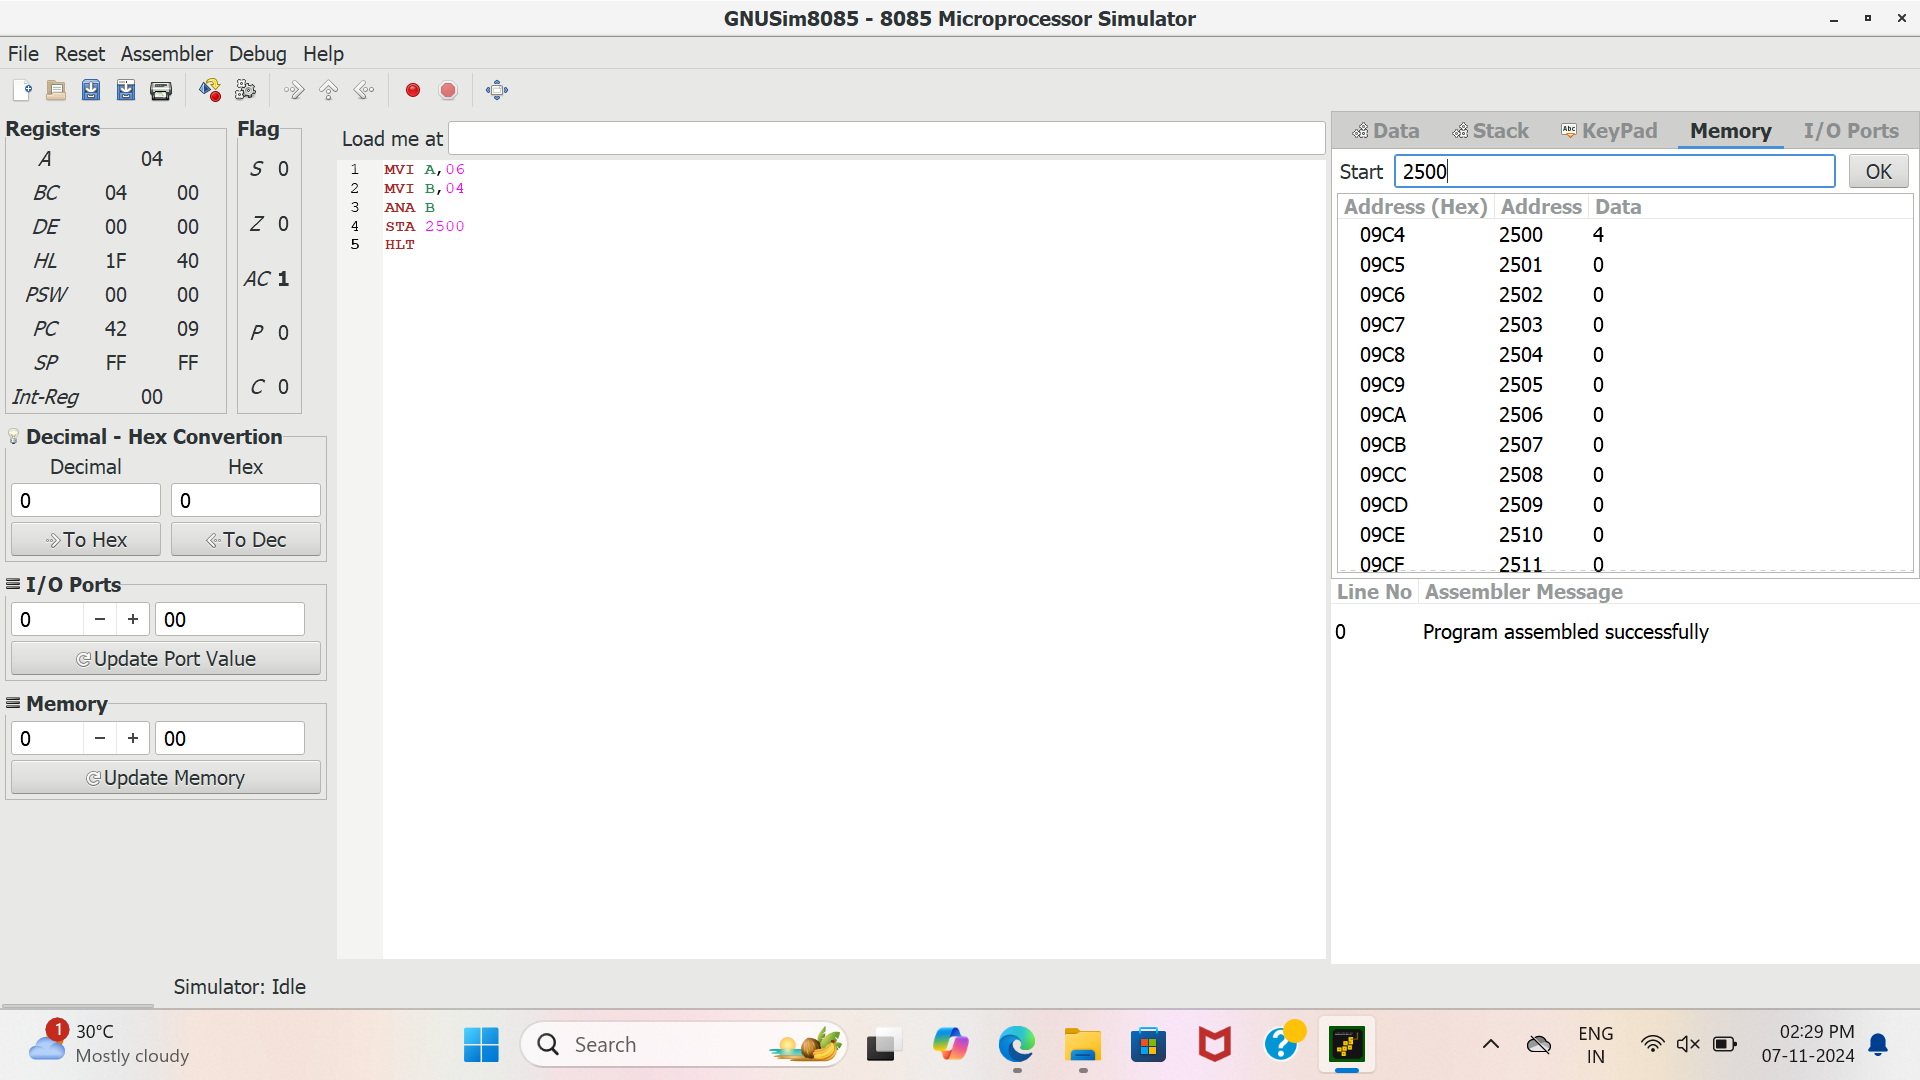 GNUSim8085 - 8085 Microprocessor Simulator
File Reset Assembler Debug Help
Registers
A 04
BC 04 00
DE 00 00
HL 1F 40
PSW 00 00
PC 42 09
SP FF FF
Int-Reg 00
Flag
S 0
Z 0
AC 1
P 0
C 0
Decimal - Hex Convertion
Decimal Hex
0 0
To Hex To Dec
I/O Ports
0 − + 00
Update Port Value
Memory
0 − + 00
Update Memory
Simulator: Idle
Load me at
1 MVI A,06
2 MVI B,04
3 ANA B
4 STA 2500
5 HLT
Data Stack Abc KeyPad Memory I/O Ports
Start 2500 OK
Address (Hex) Address Data
09C4 2500 4
09C5 2501 0
09C6 2502 0
09C7 2503 0
09C8 2504 0
09C9 2505 0
09CA 2506 0
09CB 2507 0
09CC 2508 0
09CD 2509 0
09CE 2510 0
09CF 2511 0
Line No Assembler Message
0 Program assembled successfully
1 30°C
Mostly cloudy
Search
ENG
IN
02:29 PM
07-11-2024